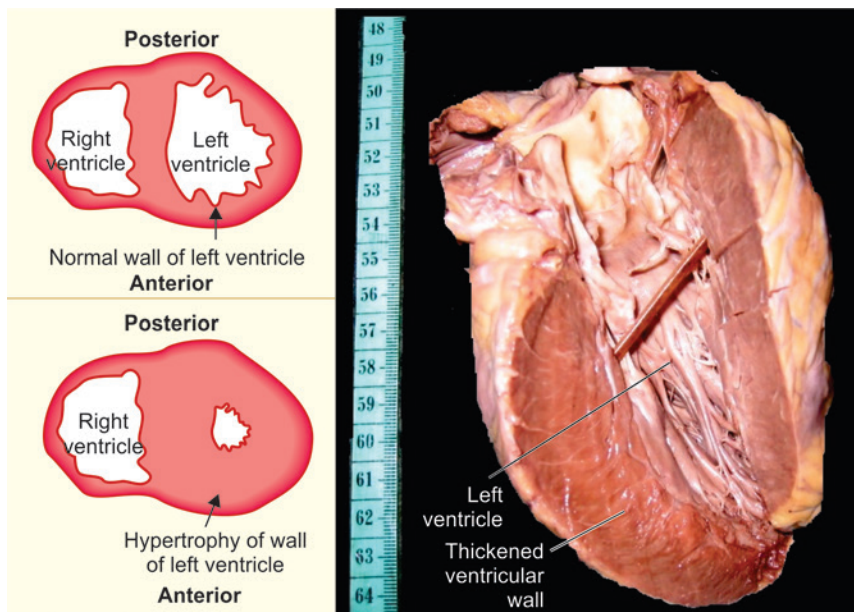 Posterior
Right
ventricle
Left
ventricle
Normal wall of left ventricle
Anterior
Posterior
Right
ventricle
Hypertrophy of wall
of left ventricle
Anterior
48
49
50
51
52
53
54
55
56
57
58
59
60
61
62
63
64
Left
ventricle
Thickened
ventricular
wall